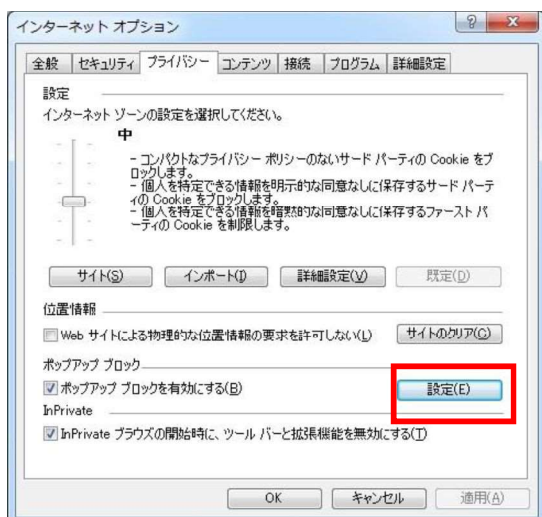 インターネット オプション
全般 セキュリティ プライバシー コンテンツ 接続 プログラム 詳細設定
設定
インターネット ゾーンの設定を選択してください。
中
- コンパクトなプライバシー ポリシーのないサード パーティの Cookie をブ
ロックします。
- 個人を特定できる情報を明示的な同意なしに保存するサード パーテ
ィの Cookie をブロックします。
- 個人を特定できる情報を暗黙的な同意なしに保存するファースト パ
ーティの Cookie を制限します。
サイト(S) インポート(I) 詳細設定(V) 既定(D)
位置情報
Web サイトによる物理的な位置情報の要求を許可しない(L) サイトのクリア(C)
ポップアップ ブロック
ポップアップ ブロックを有効にする(B) 設定(E)
InPrivate
InPrivate ブラウズの開始時に、ツール バーと拡張機能を無効にする(T)
OK キャンセル 適用(A)